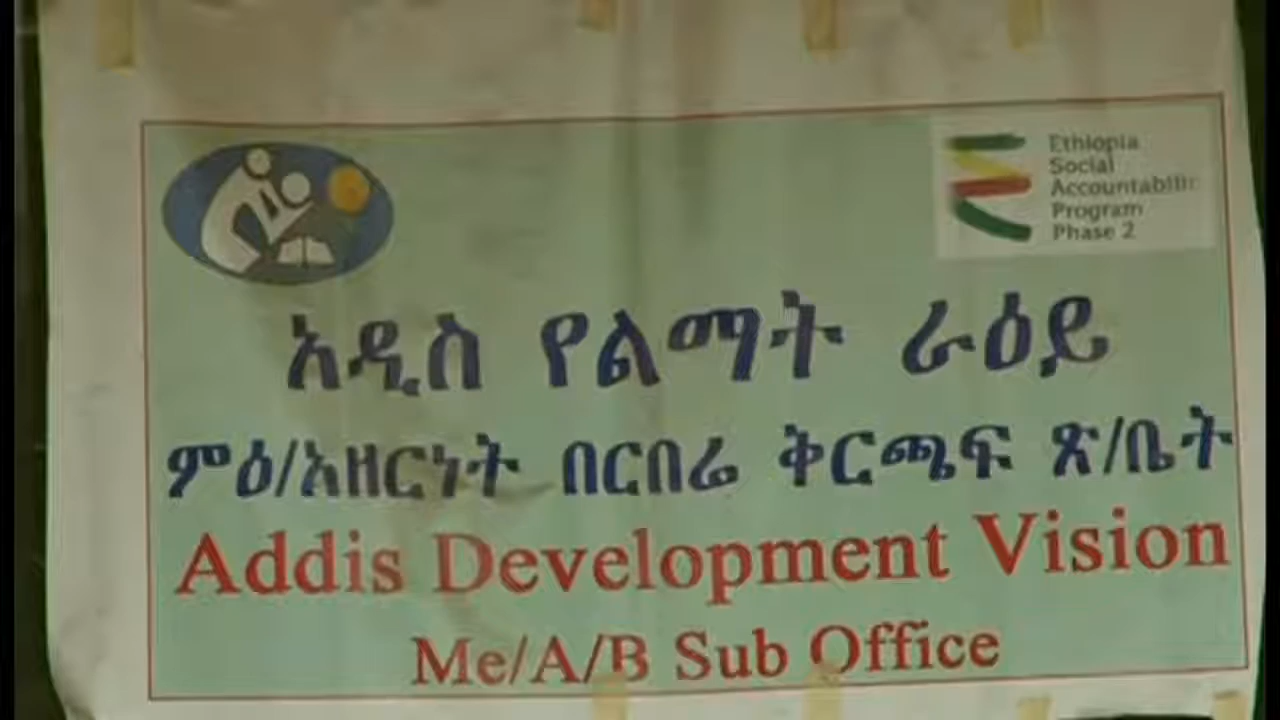 Ethiopia
Social
Accountabilit
Program
Phase 2
አዲስ የልማት ራዕይ
ምዕ/አዘርነት በርበሬ ቅርጫፍ ጽ/ቤት
Addis Development Vision
Me/A/B Sub Office